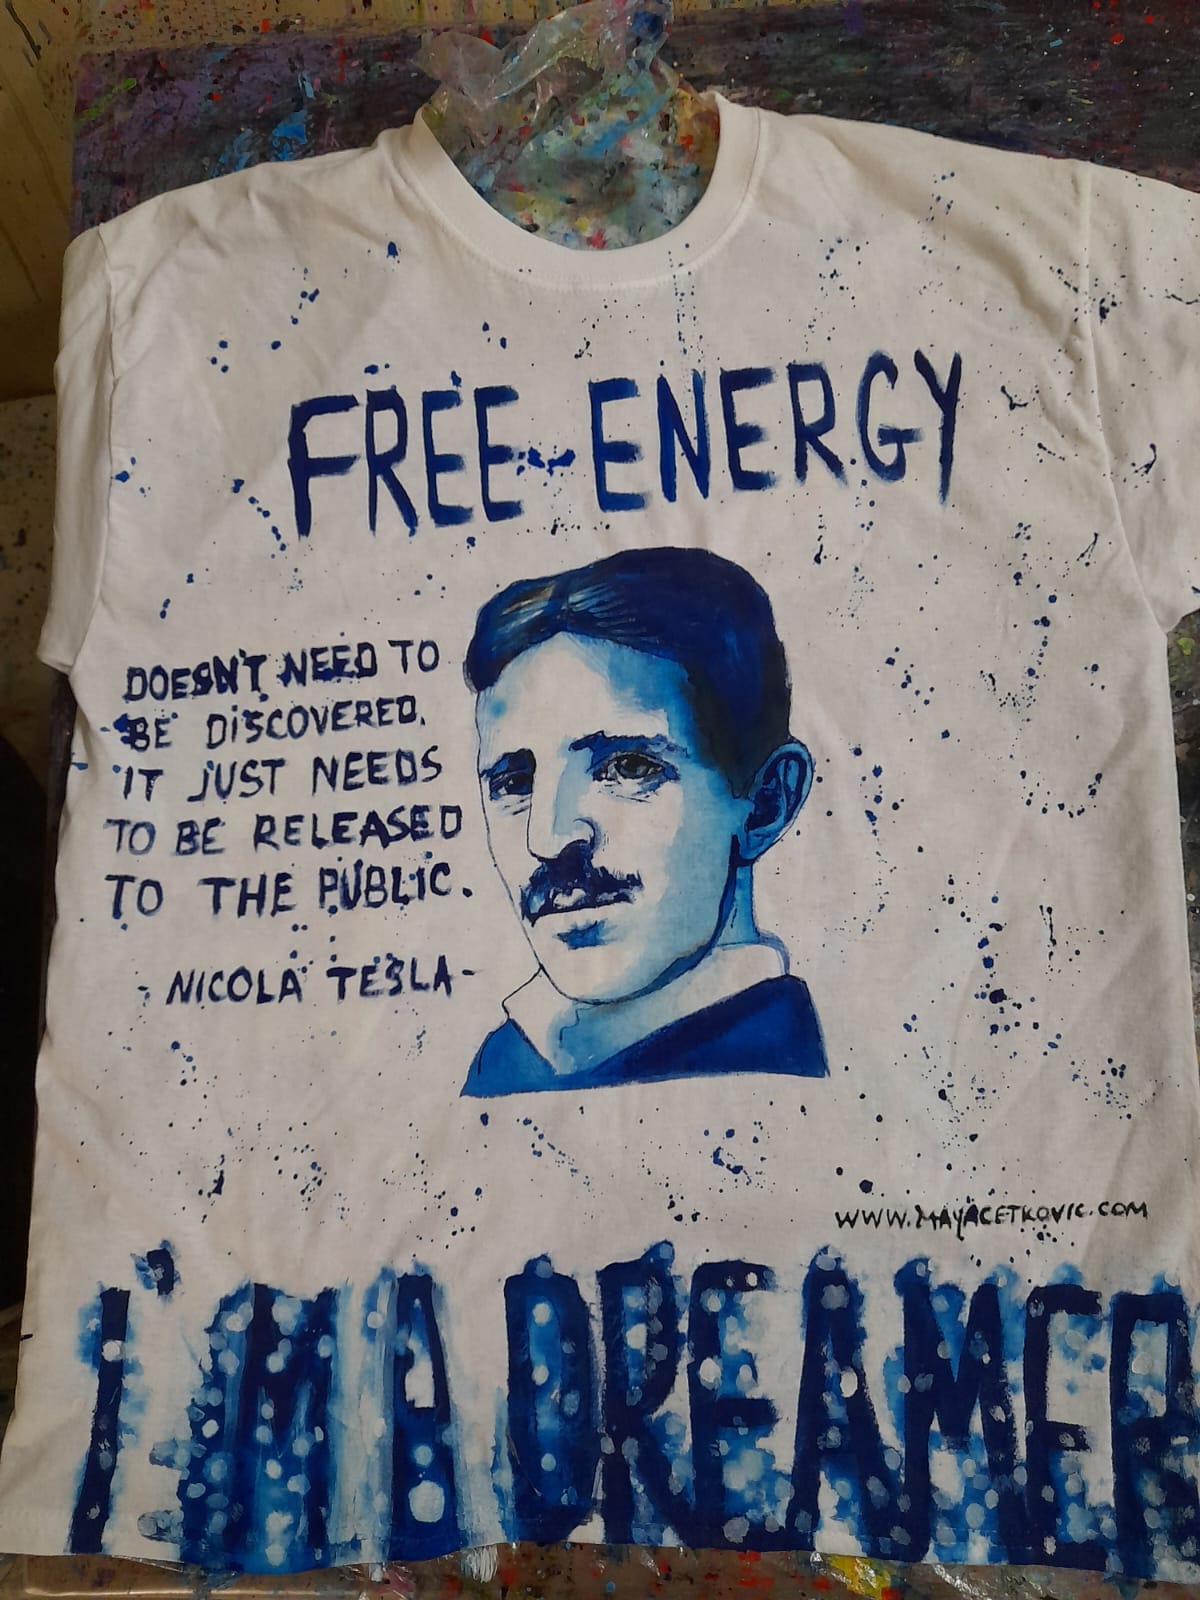 FREE ENERGY
DOESN'T NEED TO
BE DiSCOVERED.
IT JUST NEEDS
TO BE RELEASED
TO THE PUBLIC.
- NICOLA TESLA -
WWW.MAYACETKOVIC.COM
I'M A DREAMER